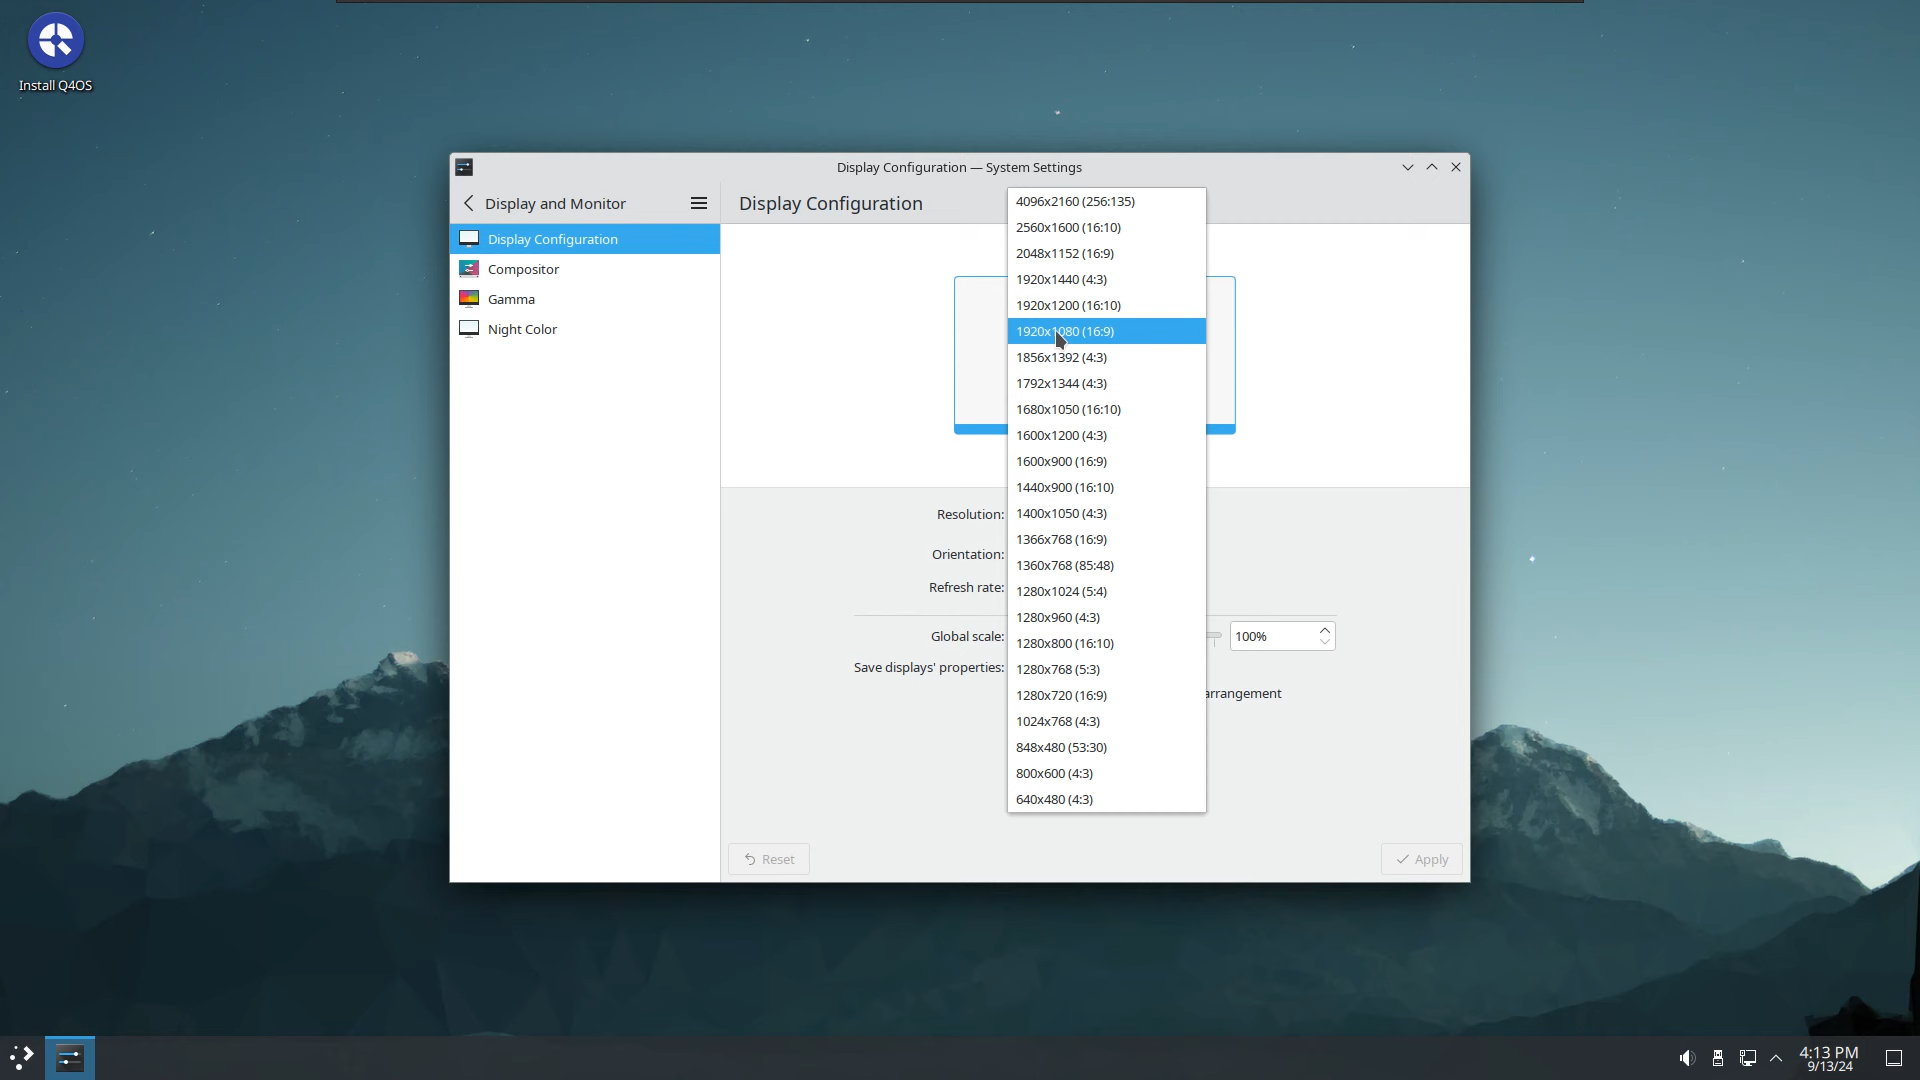 Install Q4OS
Display Configuration — System Settings
Display and Monitor
Display Configuration
Display Configuration
Compositor
Gamma
Night Color
4096x2160 (256:135)
2560x1600 (16:10)
2048x1152 (16:9)
1920x1440 (4:3)
1920x1200 (16:10)
1920x1080 (16:9)
1856x1392 (4:3)
1792x1344 (4:3)
1680x1050 (16:10)
1600x1200 (4:3)
1600x900 (16:9)
1440x900 (16:10)
1400x1050 (4:3)
1366x768 (16:9)
1360x768 (85:48)
1280x1024 (5:4)
1280x960 (4:3)
1280x800 (16:10)
1280x768 (5:3)
1280x720 (16:9)
1024x768 (4:3)
848x480 (53:30)
800x600 (4:3)
640x480 (4:3)
Resolution:
Orientation:
Refresh rate:
Global scale:
100%
Save displays' properties:
arrangement
Reset
Apply
4:13 PM
9/13/24